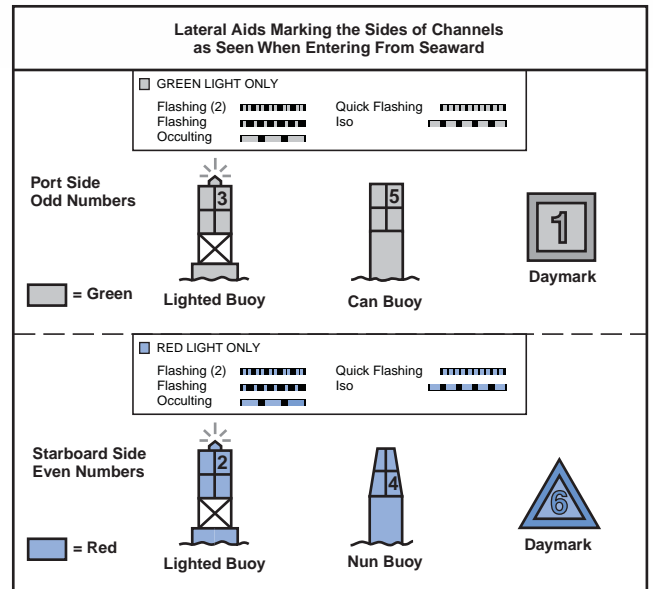 Lateral Aids Marking the Sides of Channels
as Seen When Entering From Seaward
GREEN LIGHT ONLY
Flashing (2)
Quick Flashing
Flashing
Iso
Occulting
Port Side
Odd Numbers
3
5
1
= Green
Lighted Buoy
Can Buoy
Daymark
RED LIGHT ONLY
Flashing (2)
Quick Flashing
Flashing
Iso
Occulting
Starboard Side
Even Numbers
2
4
6
= Red
Lighted Buoy
Nun Buoy
Daymark